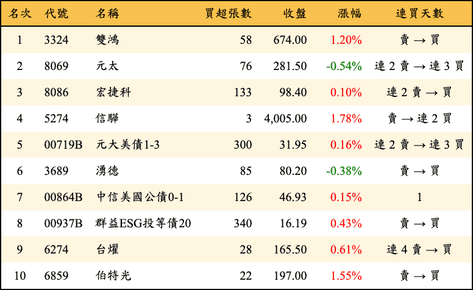 名次 代號 名稱 買超張數 收盤 漲幅 連買天數
1 3324 雙鴻 58 674.00 1.20% 賣 → 買
2 8069 元太 76 281.50 -0.54% 連 2 賣 → 連 3 買
3 8086 宏捷科 133 98.40 0.10% 連 2 賣 → 買
4 5274 信驊 3 4,005.00 1.78% 賣 → 連 2 買
5 00719B 元大美債1-3 300 31.95 0.16% 連 2 賣 → 連 3 買
6 3689 湧德 85 80.20 -0.38% 賣 → 買
7 00864B 中信美國公債0-1 126 46.93 0.15% 1
8 00937B 群益ESG投等債20 340 16.19 0.43% 賣 → 買
9 6274 台燿 28 165.50 0.61% 連 4 賣 → 買
10 6859 伯特光 22 197.00 1.55% 賣 → 買